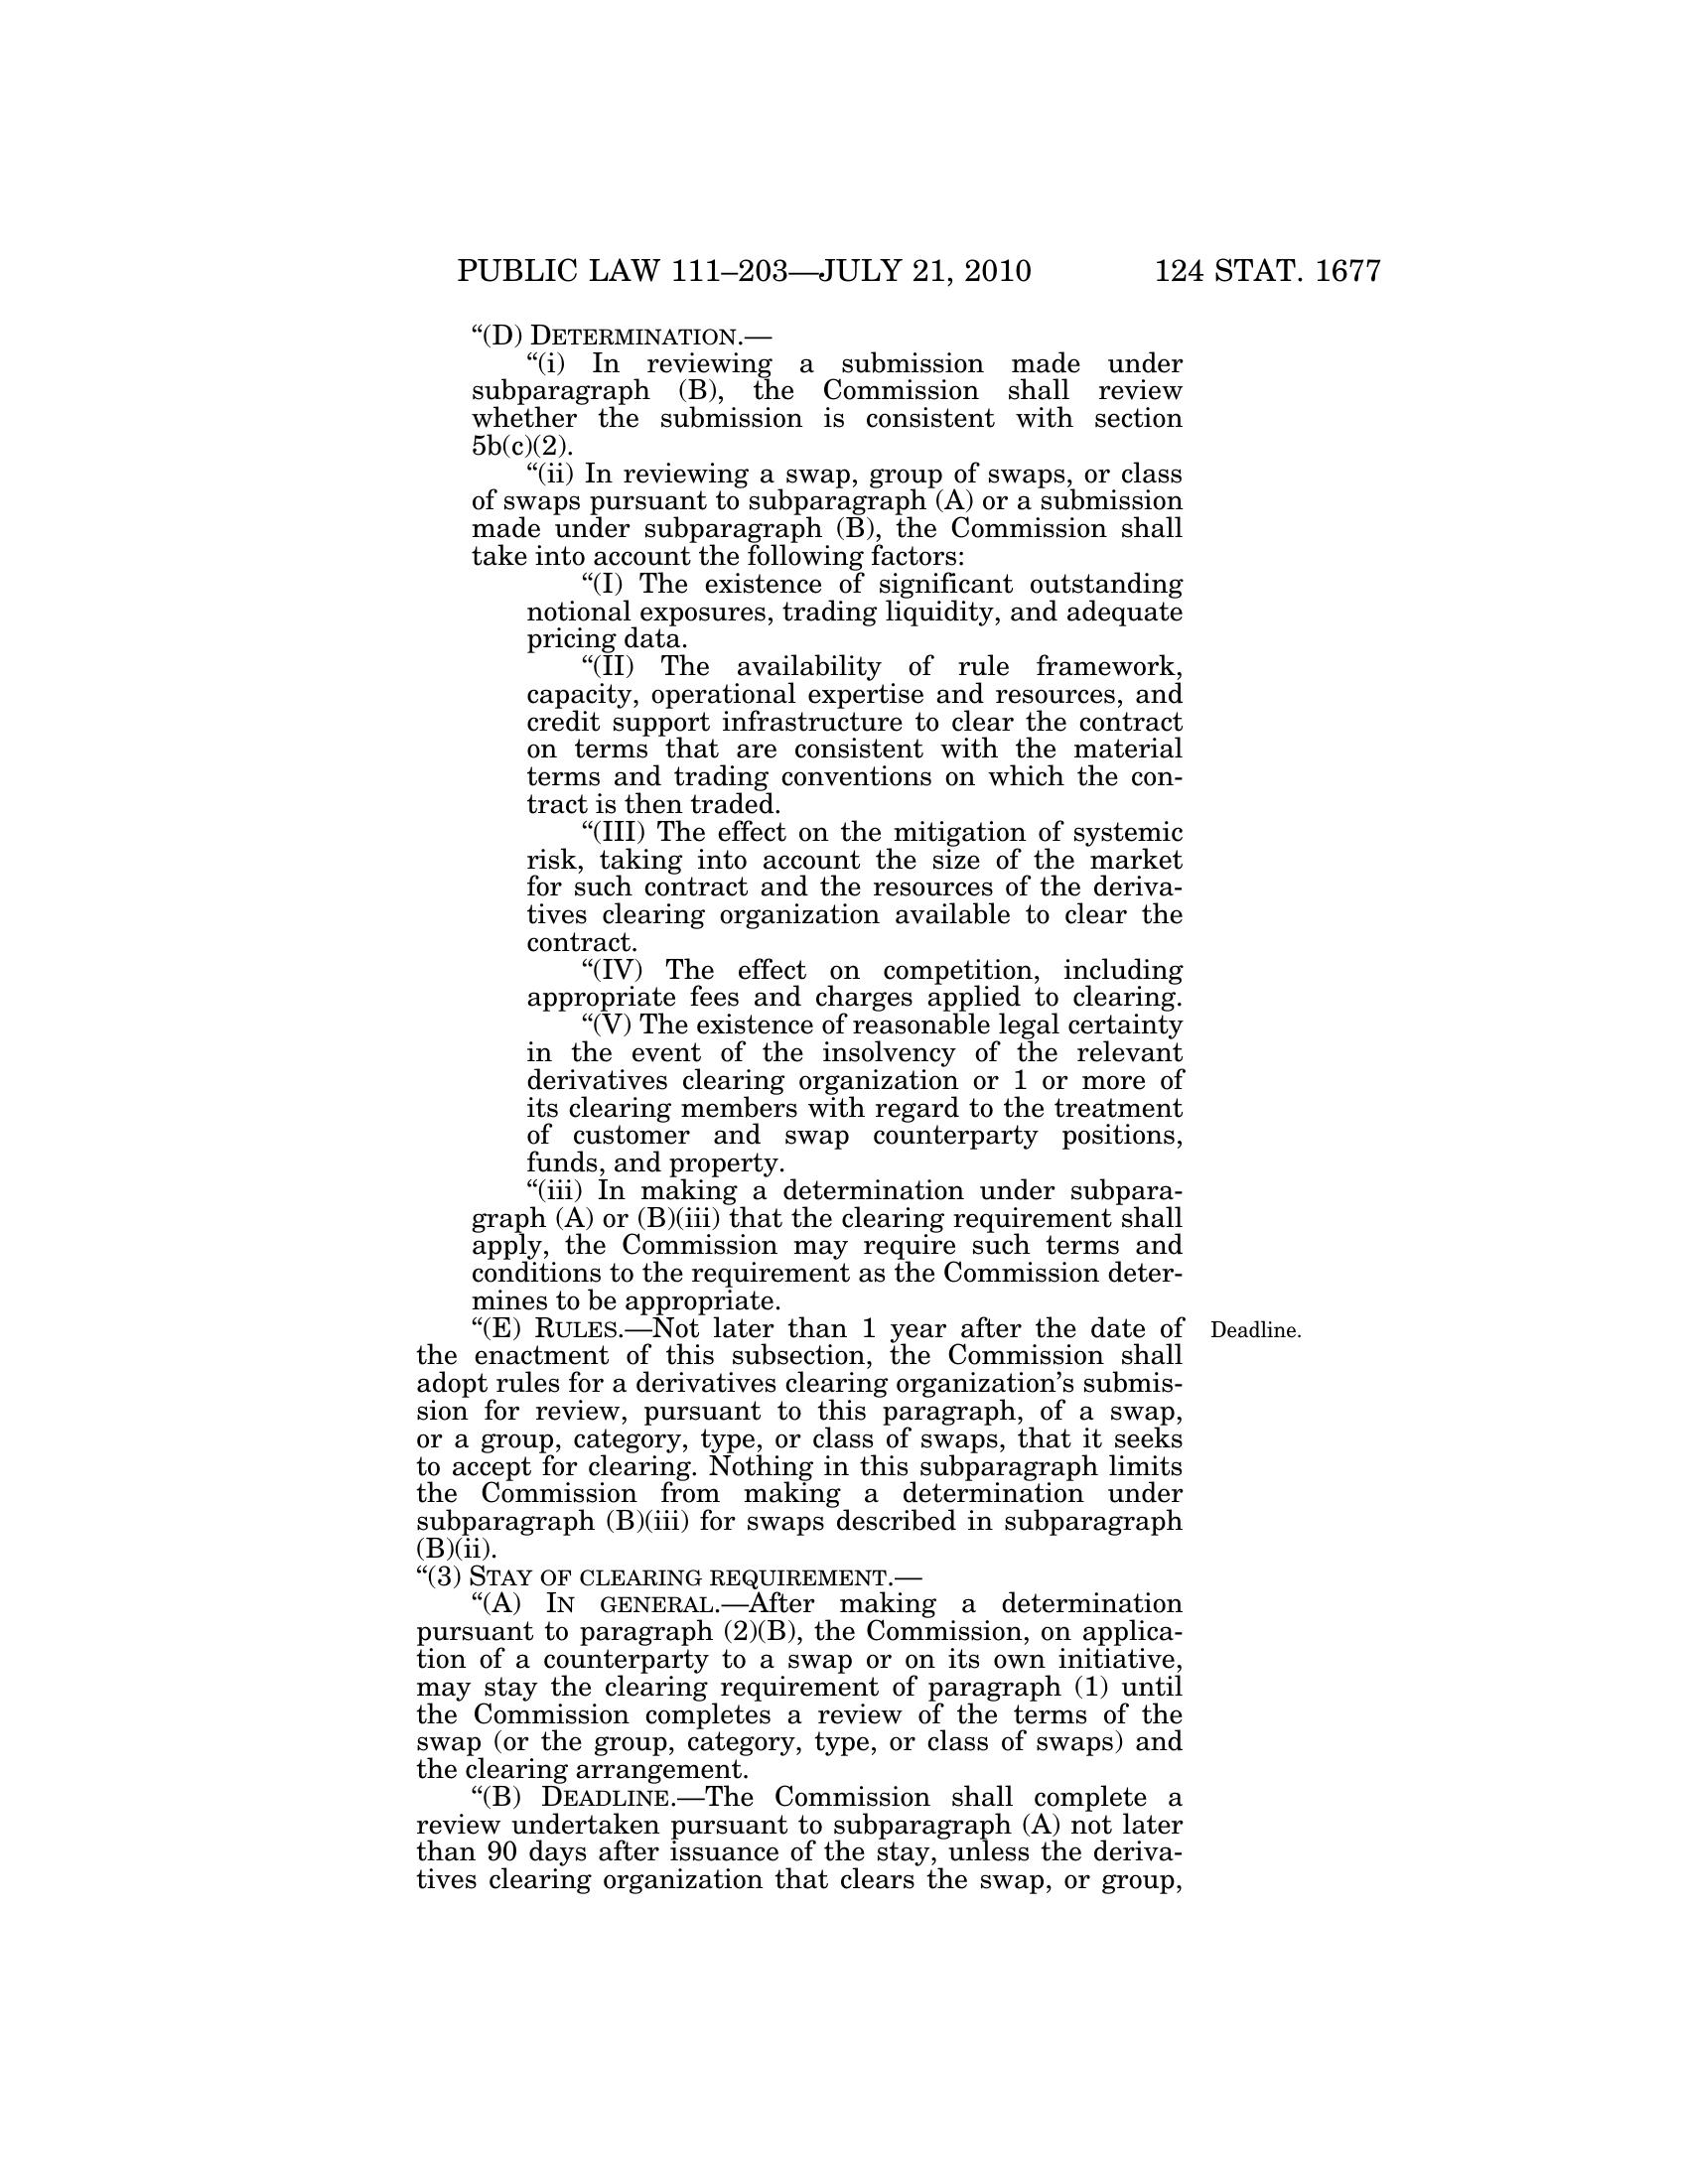 PUBLIC LAW 111–203—JULY 21, 2010 124 STAT. 1677
“(D) DETERMINATION.—
“(i) In reviewing a submission made under
subparagraph (B), the Commission shall review
whether the submission is consistent with section
5b(c)(2).
“(ii) In reviewing a swap, group of swaps, or class
of swaps pursuant to subparagraph (A) or a submission
made under subparagraph (B), the Commission shall
take into account the following factors:
“(I) The existence of significant outstanding
notional exposures, trading liquidity, and adequate
pricing data.
“(II) The availability of rule framework,
capacity, operational expertise and resources, and
credit support infrastructure to clear the contract
on terms that are consistent with the material
terms and trading conventions on which the con-
tract is then traded.
“(III) The effect on the mitigation of systemic
risk, taking into account the size of the market
for such contract and the resources of the deriva-
tives clearing organization available to clear the
contract.
“(IV) The effect on competition, including
appropriate fees and charges applied to clearing.
“(V) The existence of reasonable legal certainty
in the event of the insolvency of the relevant
derivatives clearing organization or 1 or more of
its clearing members with regard to the treatment
of customer and swap counterparty positions,
funds, and property.
“(iii) In making a determination under subpara-
graph (A) or (B)(iii) that the clearing requirement shall
apply, the Commission may require such terms and
conditions to the requirement as the Commission deter-
mines to be appropriate.
“(E) RULES.—Not later than 1 year after the date of Deadline.
the enactment of this subsection, the Commission shall
adopt rules for a derivatives clearing organization’s submis-
sion for review, pursuant to this paragraph, of a swap,
or a group, category, type, or class of swaps, that it seeks
to accept for clearing. Nothing in this subparagraph limits
the Commission from making a determination under
subparagraph (B)(iii) for swaps described in subparagraph
(B)(ii).
“(3) STAY OF CLEARING REQUIREMENT.—
“(A) IN GENERAL.—After making a determination
pursuant to paragraph (2)(B), the Commission, on applica-
tion of a counterparty to a swap or on its own initiative,
may stay the clearing requirement of paragraph (1) until
the Commission completes a review of the terms of the
swap (or the group, category, type, or class of swaps) and
the clearing arrangement.
“(B) DEADLINE.—The Commission shall complete a
review undertaken pursuant to subparagraph (A) not later
than 90 days after issuance of the stay, unless the deriva-
tives clearing organization that clears the swap, or group,